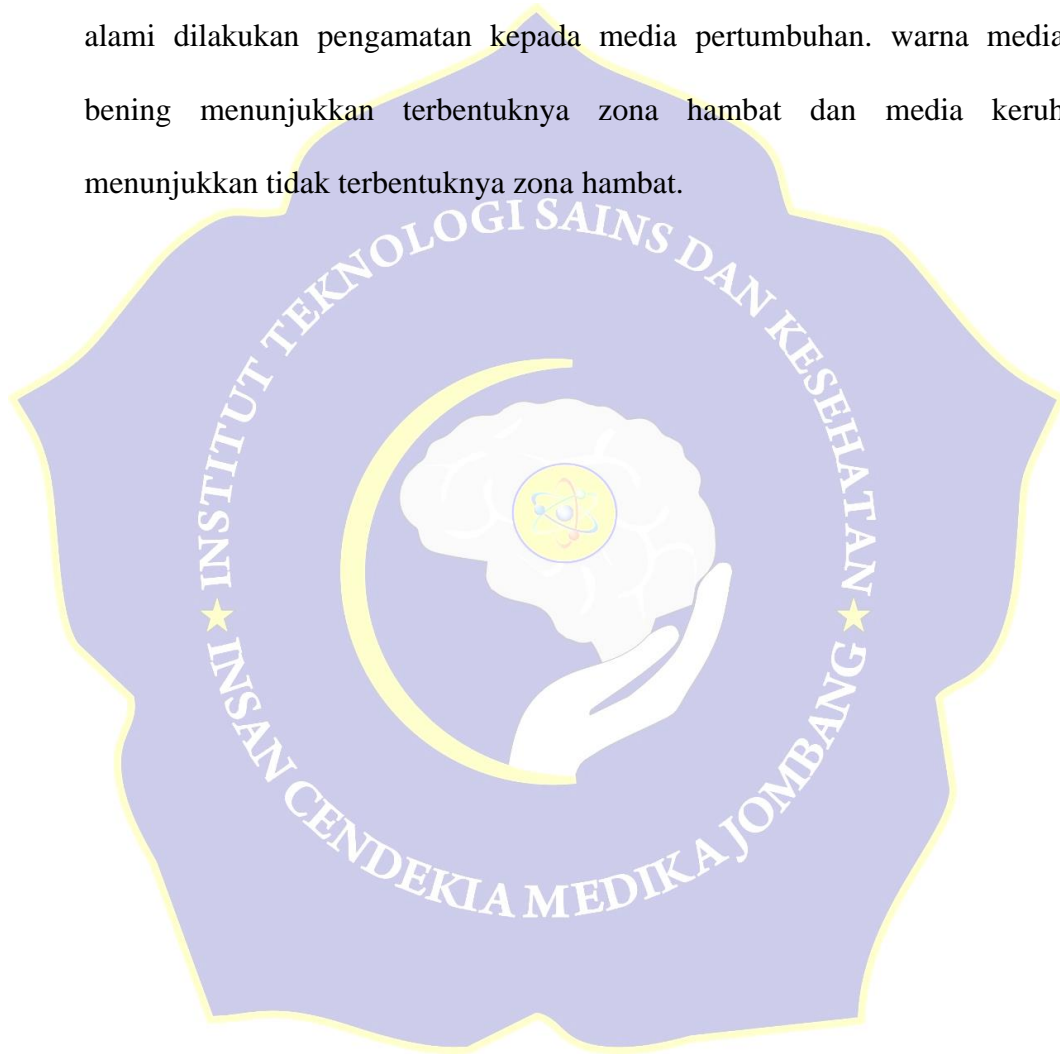 alami dilakukan pengamatan kepada media pertumbuhan. warna media
bening menunjukkan terbentuknya zona hambat dan media keruh
menunjukkan tidak terbentuknya zona hambat.
INSTITUT TEKNOLOGI SAINS DAN KESEHATAN
INSAN CENDEKIA MEDIKA JOMBANG